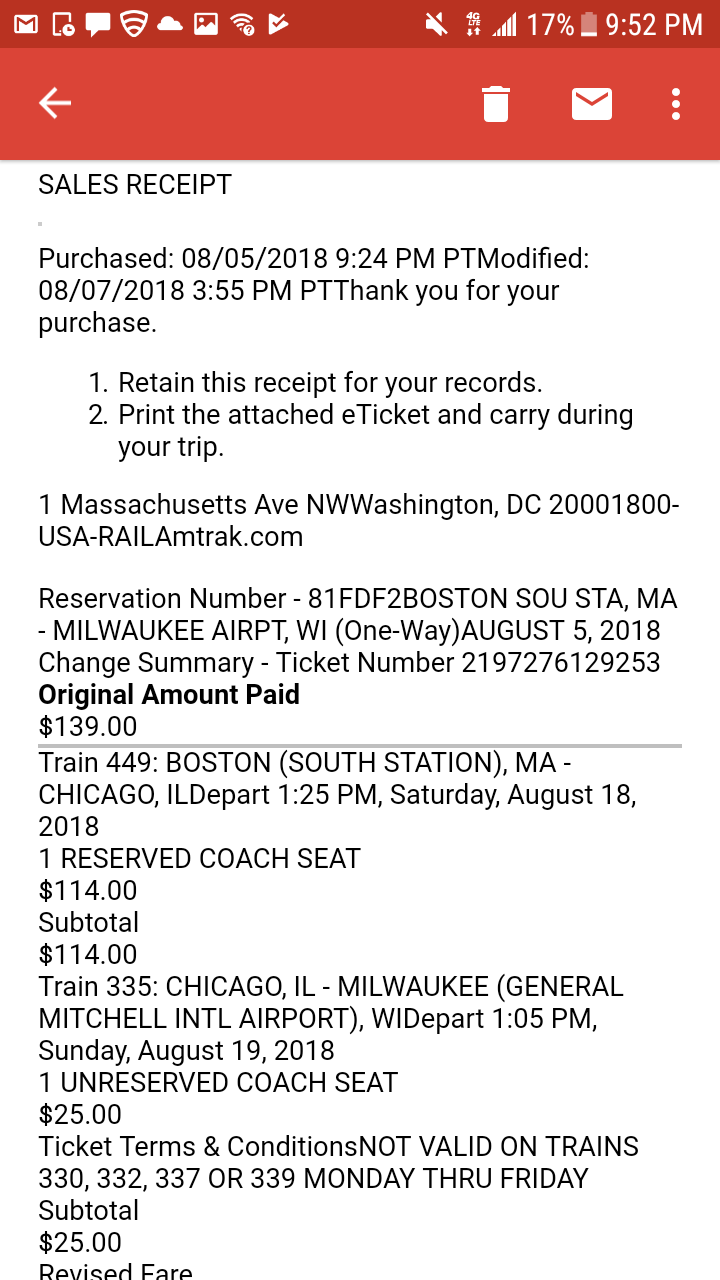 17% 9:52 PM
SALES RECEIPT
Purchased: 08/05/2018 9:24 PM PTModified:
08/07/2018 3:55 PM PTThank you for your
purchase.
1. Retain this receipt for your records.
2. Print the attached eTicket and carry during
your trip.
1 Massachusetts Ave NWWashington, DC 20001800-
USA-RAILAmtrak.com
Reservation Number - 81FDF2BOSTON SOU STA, MA
- MILWAUKEE AIRPT, WI (One-Way)AUGUST 5, 2018
Change Summary - Ticket Number 2197276129253
Original Amount Paid
$139.00
Train 449: BOSTON (SOUTH STATION), MA -
CHICAGO, ILDepart 1:25 PM, Saturday, August 18,
2018
1 RESERVED COACH SEAT
$114.00
Subtotal
$114.00
Train 335: CHICAGO, IL - MILWAUKEE (GENERAL
MITCHELL INTL AIRPORT), WIDepart 1:05 PM,
Sunday, August 19, 2018
1 UNRESERVED COACH SEAT
$25.00
Ticket Terms & ConditionsNOT VALID ON TRAINS
330, 332, 337 OR 339 MONDAY THRU FRIDAY
Subtotal
$25.00
Revised Fare